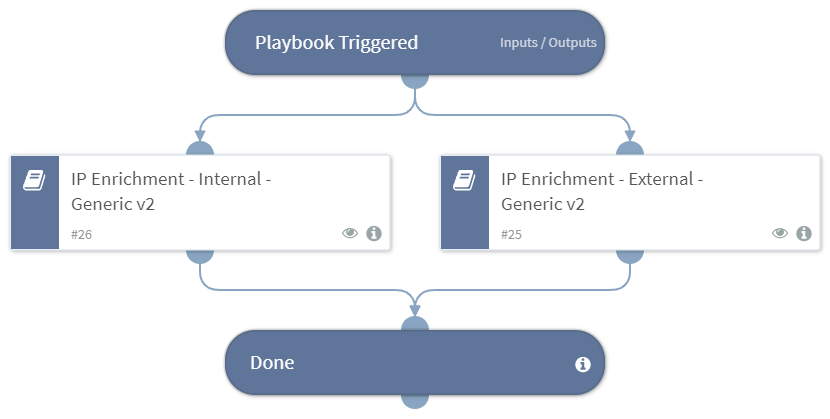 Playbook Triggered
Inputs / Outputs
IP Enrichment - Internal -
Generic v2
#26
IP Enrichment - External -
Generic v2
#25
Done